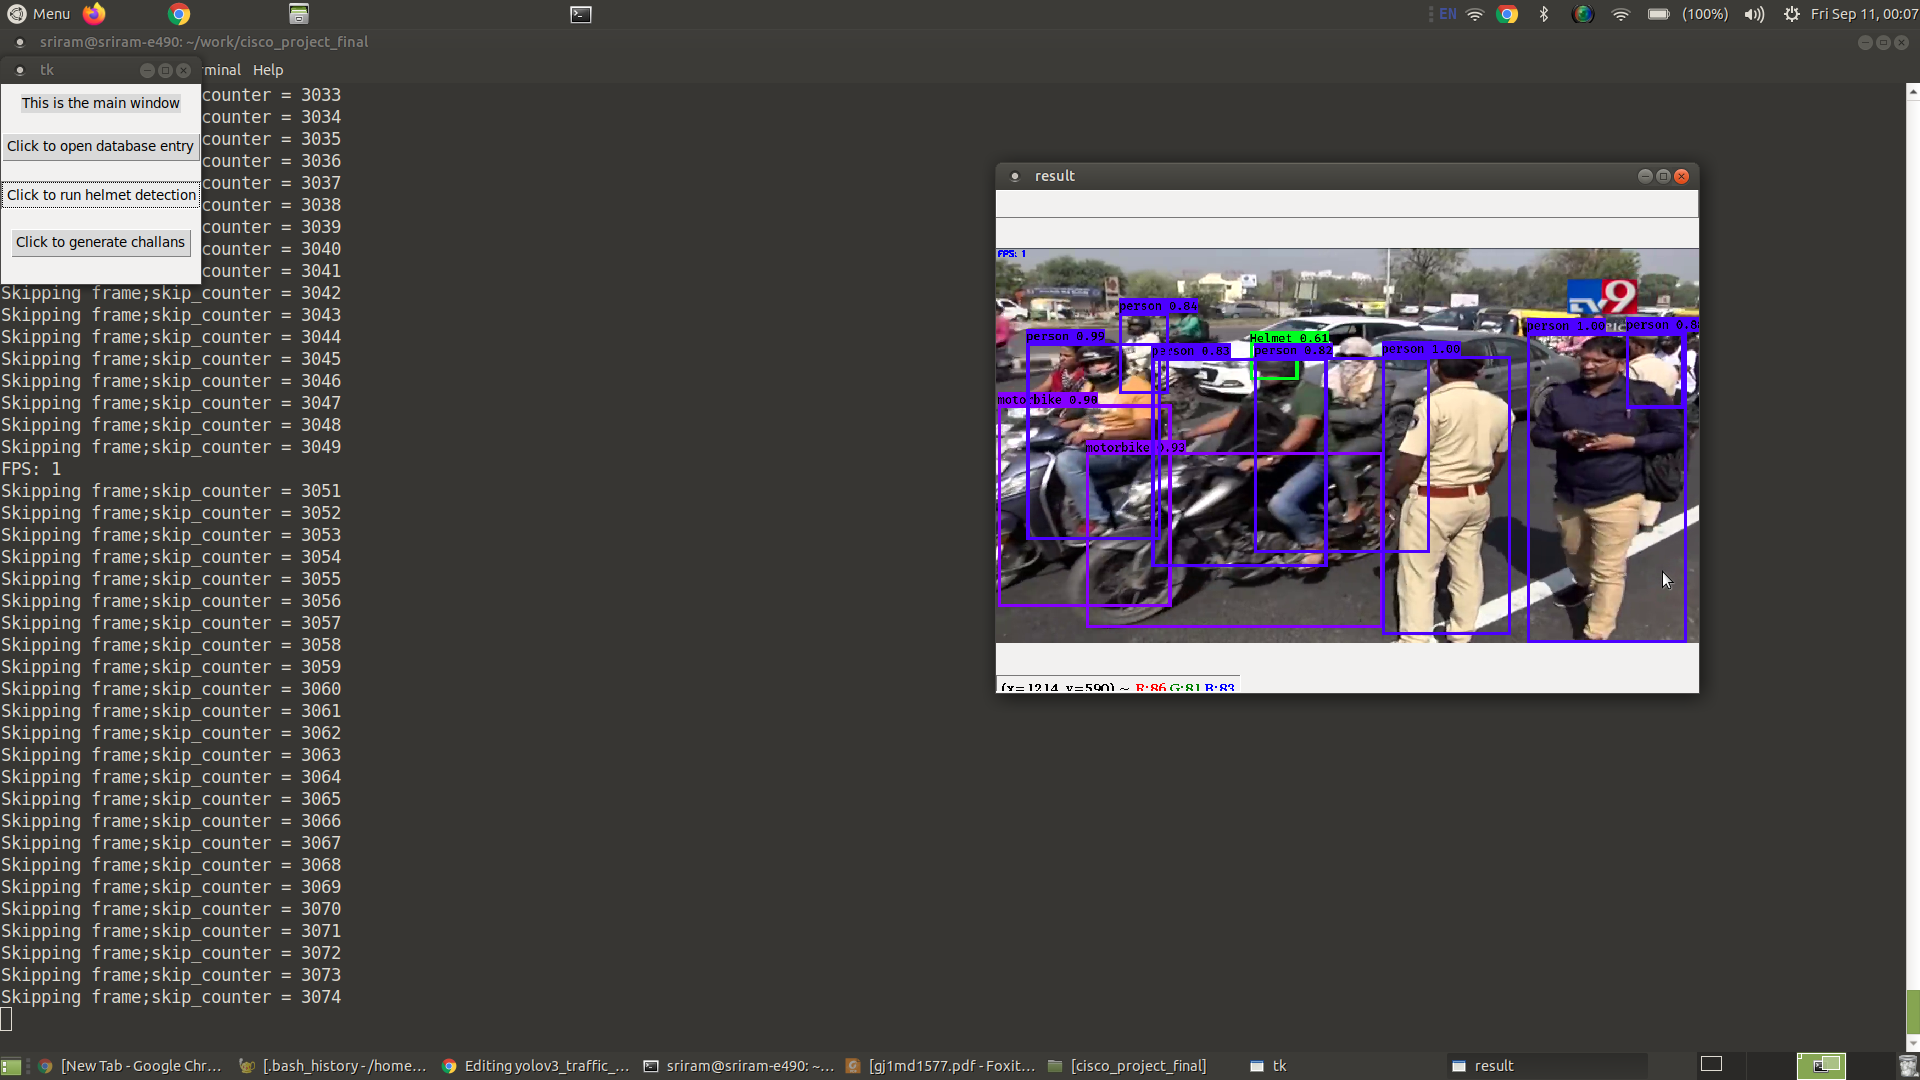 Menu
EN
(100%)
Fri Sep 11, 00:07
sriram@sriram-e490: ~/work/cisco_project_final
tk
rminal Help
This is the main window
Click to open database entry
Click to run helmet detection
Click to generate challans
counter = 3033
counter = 3034
counter = 3035
counter = 3036
counter = 3037
counter = 3038
counter = 3039
counter = 3040
counter = 3041
Skipping frame;skip_counter = 3042
Skipping frame;skip_counter = 3043
Skipping frame;skip_counter = 3044
Skipping frame;skip_counter = 3045
Skipping frame;skip_counter = 3046
Skipping frame;skip_counter = 3047
Skipping frame;skip_counter = 3048
Skipping frame;skip_counter = 3049
FPS: 1
Skipping frame;skip_counter = 3051
Skipping frame;skip_counter = 3052
Skipping frame;skip_counter = 3053
Skipping frame;skip_counter = 3054
Skipping frame;skip_counter = 3055
Skipping frame;skip_counter = 3056
Skipping frame;skip_counter = 3057
Skipping frame;skip_counter = 3058
Skipping frame;skip_counter = 3059
Skipping frame;skip_counter = 3060
Skipping frame;skip_counter = 3061
Skipping frame;skip_counter = 3062
Skipping frame;skip_counter = 3063
Skipping frame;skip_counter = 3064
Skipping frame;skip_counter = 3065
Skipping frame;skip_counter = 3066
Skipping frame;skip_counter = 3067
Skipping frame;skip_counter = 3068
Skipping frame;skip_counter = 3069
Skipping frame;skip_counter = 3070
Skipping frame;skip_counter = 3071
Skipping frame;skip_counter = 3072
Skipping frame;skip_counter = 3073
Skipping frame;skip_counter = 3074
result
FPS: 1
TV9
person 0.84
person 0.99
Helmet 0.61
person 0.83
person 0.82
person 1.00
person 1.00
person 0.8
motorbike 0.90
motorbike 0.93
(x=1214, y=590) ~ R:86 G:81 B:83
[New Tab - Google Chr...
[.bash_history - /home...
Editing yolov3_traffic_...
sriram@sriram-e490: ~...
[gj1md1577.pdf - Foxit...
[cisco_project_final]
tk
result